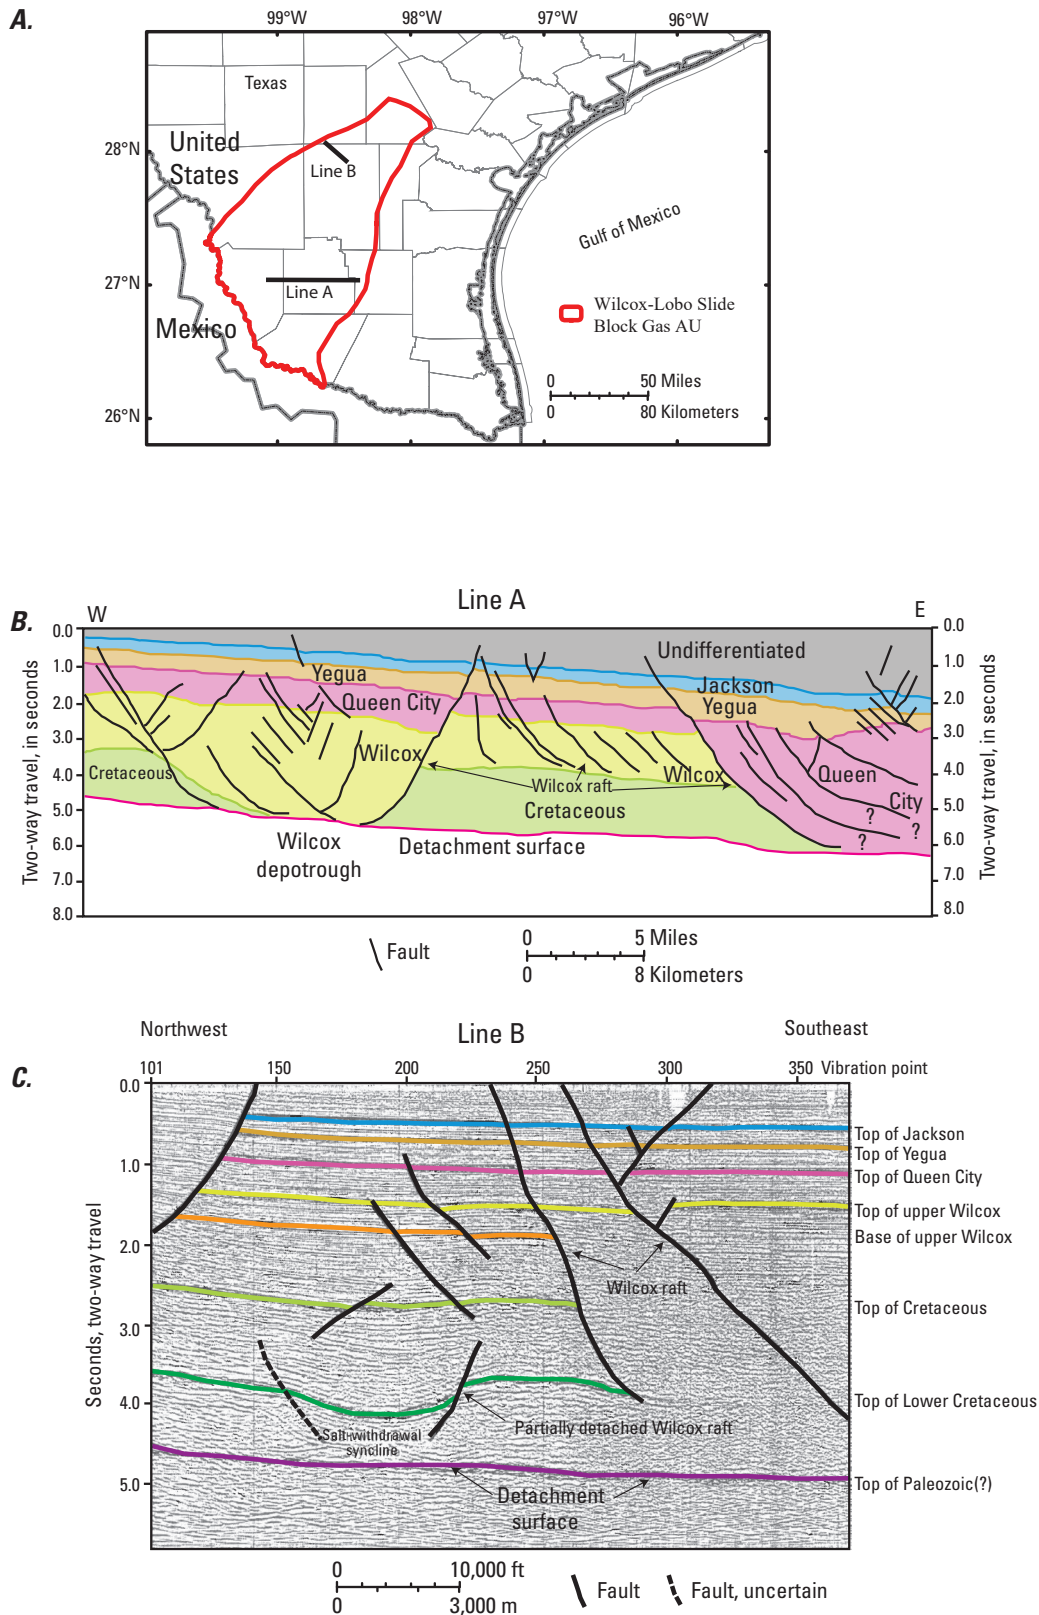 A.
99°W 98°W 97°W 96°W
Texas
United
States
28°N
Line B
Gulf of Mexico
27°N
Line A
Wilcox-Lobo Slide
Block Gas AU
Mexico
0 50 Miles
0 80 Kilometers
26°N
B.
Line A
W E
0.0 0.0
1.0 1.0
2.0 2.0
3.0 3.0
4.0 4.0
5.0 5.0
6.0 6.0
7.0 7.0
8.0 8.0
Two-way travel, in seconds
Two-way travel, in seconds
Undifferentiated
Yegua
Jackson
Queen City
Yegua
Wilcox
Cretaceous
Wilcox raft
Wilcox
Queen
City
Cretaceous
?
?
?
Wilcox
depotrough
Detachment surface
Fault
0 5 Miles
0 8 Kilometers
C.
Northwest Line B Southeast
101 150 200 250 300 350 Vibration point
0.0
1.0
2.0
3.0
4.0
5.0
Seconds, two-way travel
Top of Jackson
Top of Yegua
Top of Queen City
Top of upper Wilcox
Base of upper Wilcox
Wilcox raft
Top of Cretaceous
Top of Lower Cretaceous
Partially detached Wilcox raft
Salt-withdrawal
syncline
Top of Paleozoic(?)
Detachment
surface
0 10,000 ft
0 3,000 m
Fault
Fault, uncertain